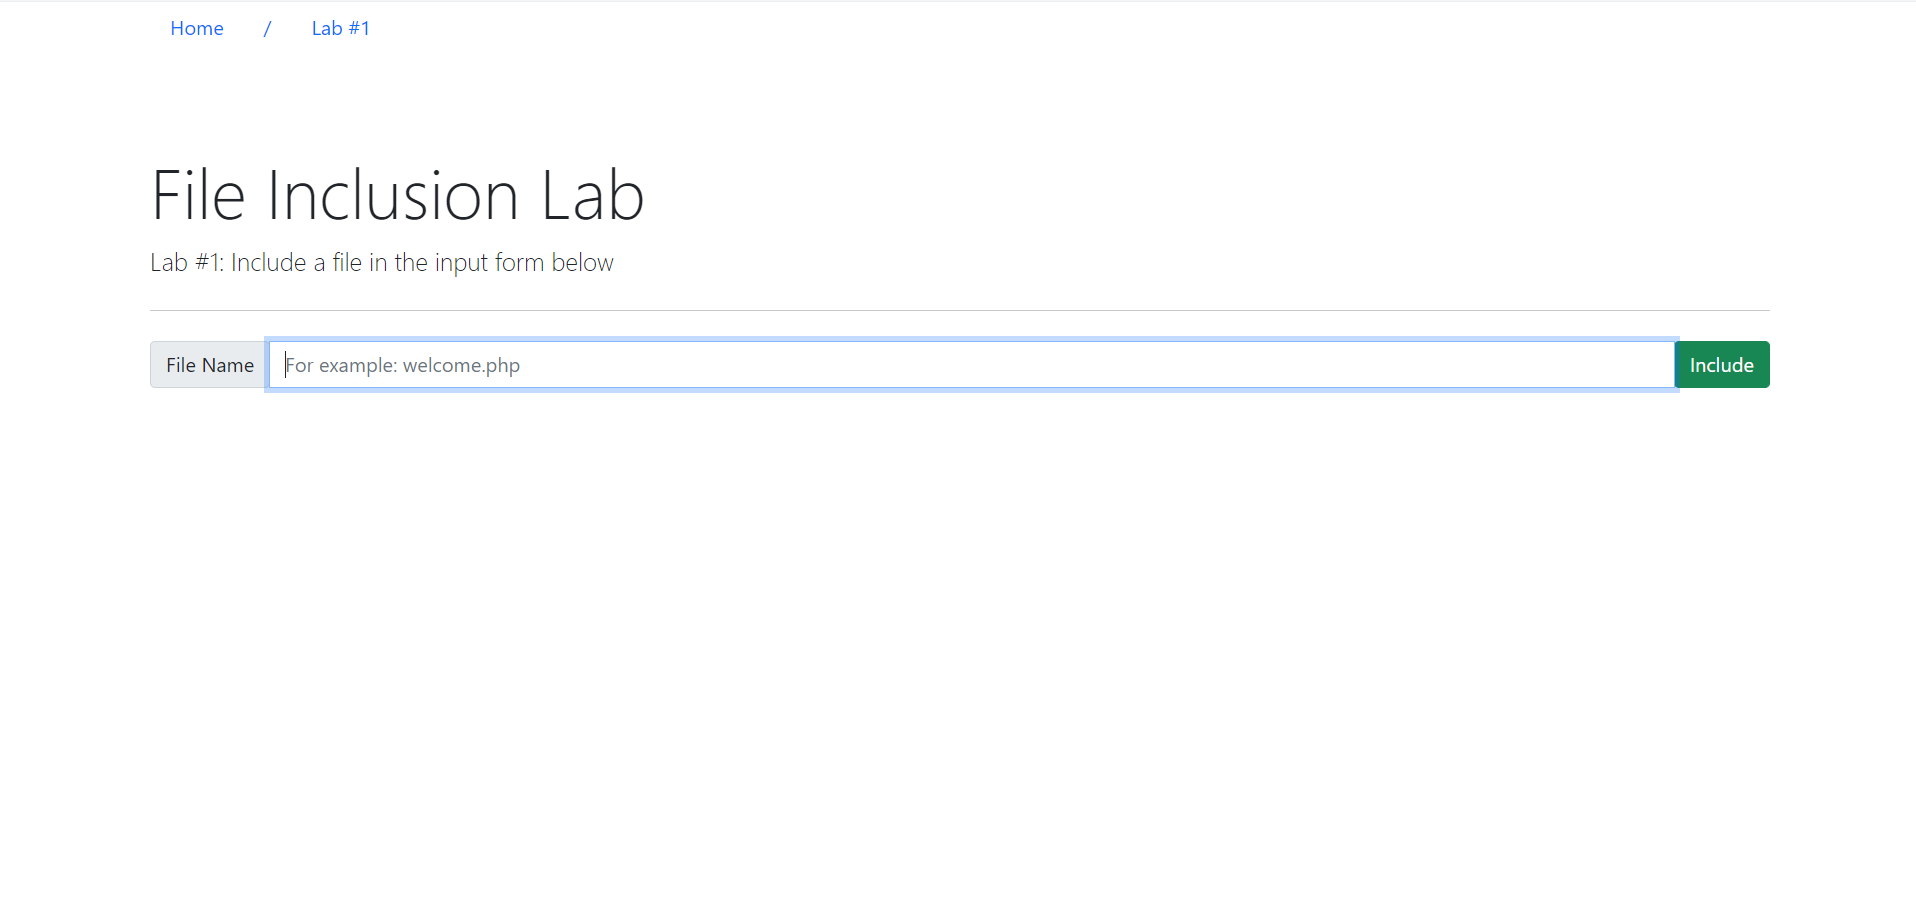 Home / Lab #1
File Inclusion Lab
Lab #1: Include a file in the input form below
File Name For example: welcome.php Include